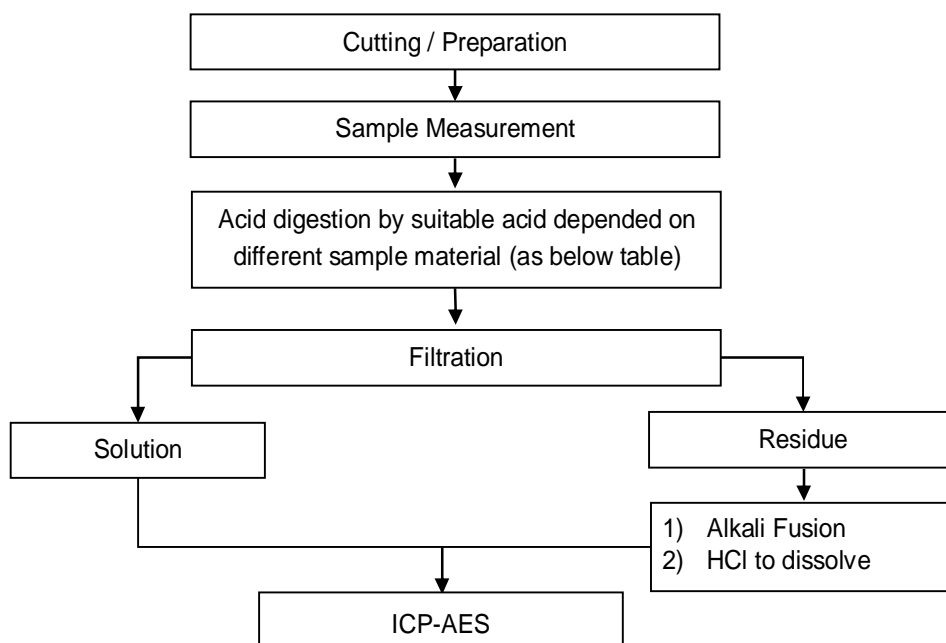 Cutting / Preparation
Sample Measurement
Acid digestion by suitable acid depended on
different sample material (as below table)
Filtration
Solution
Residue
1) Alkali Fusion
2) HCl to dissolve
ICP-AES